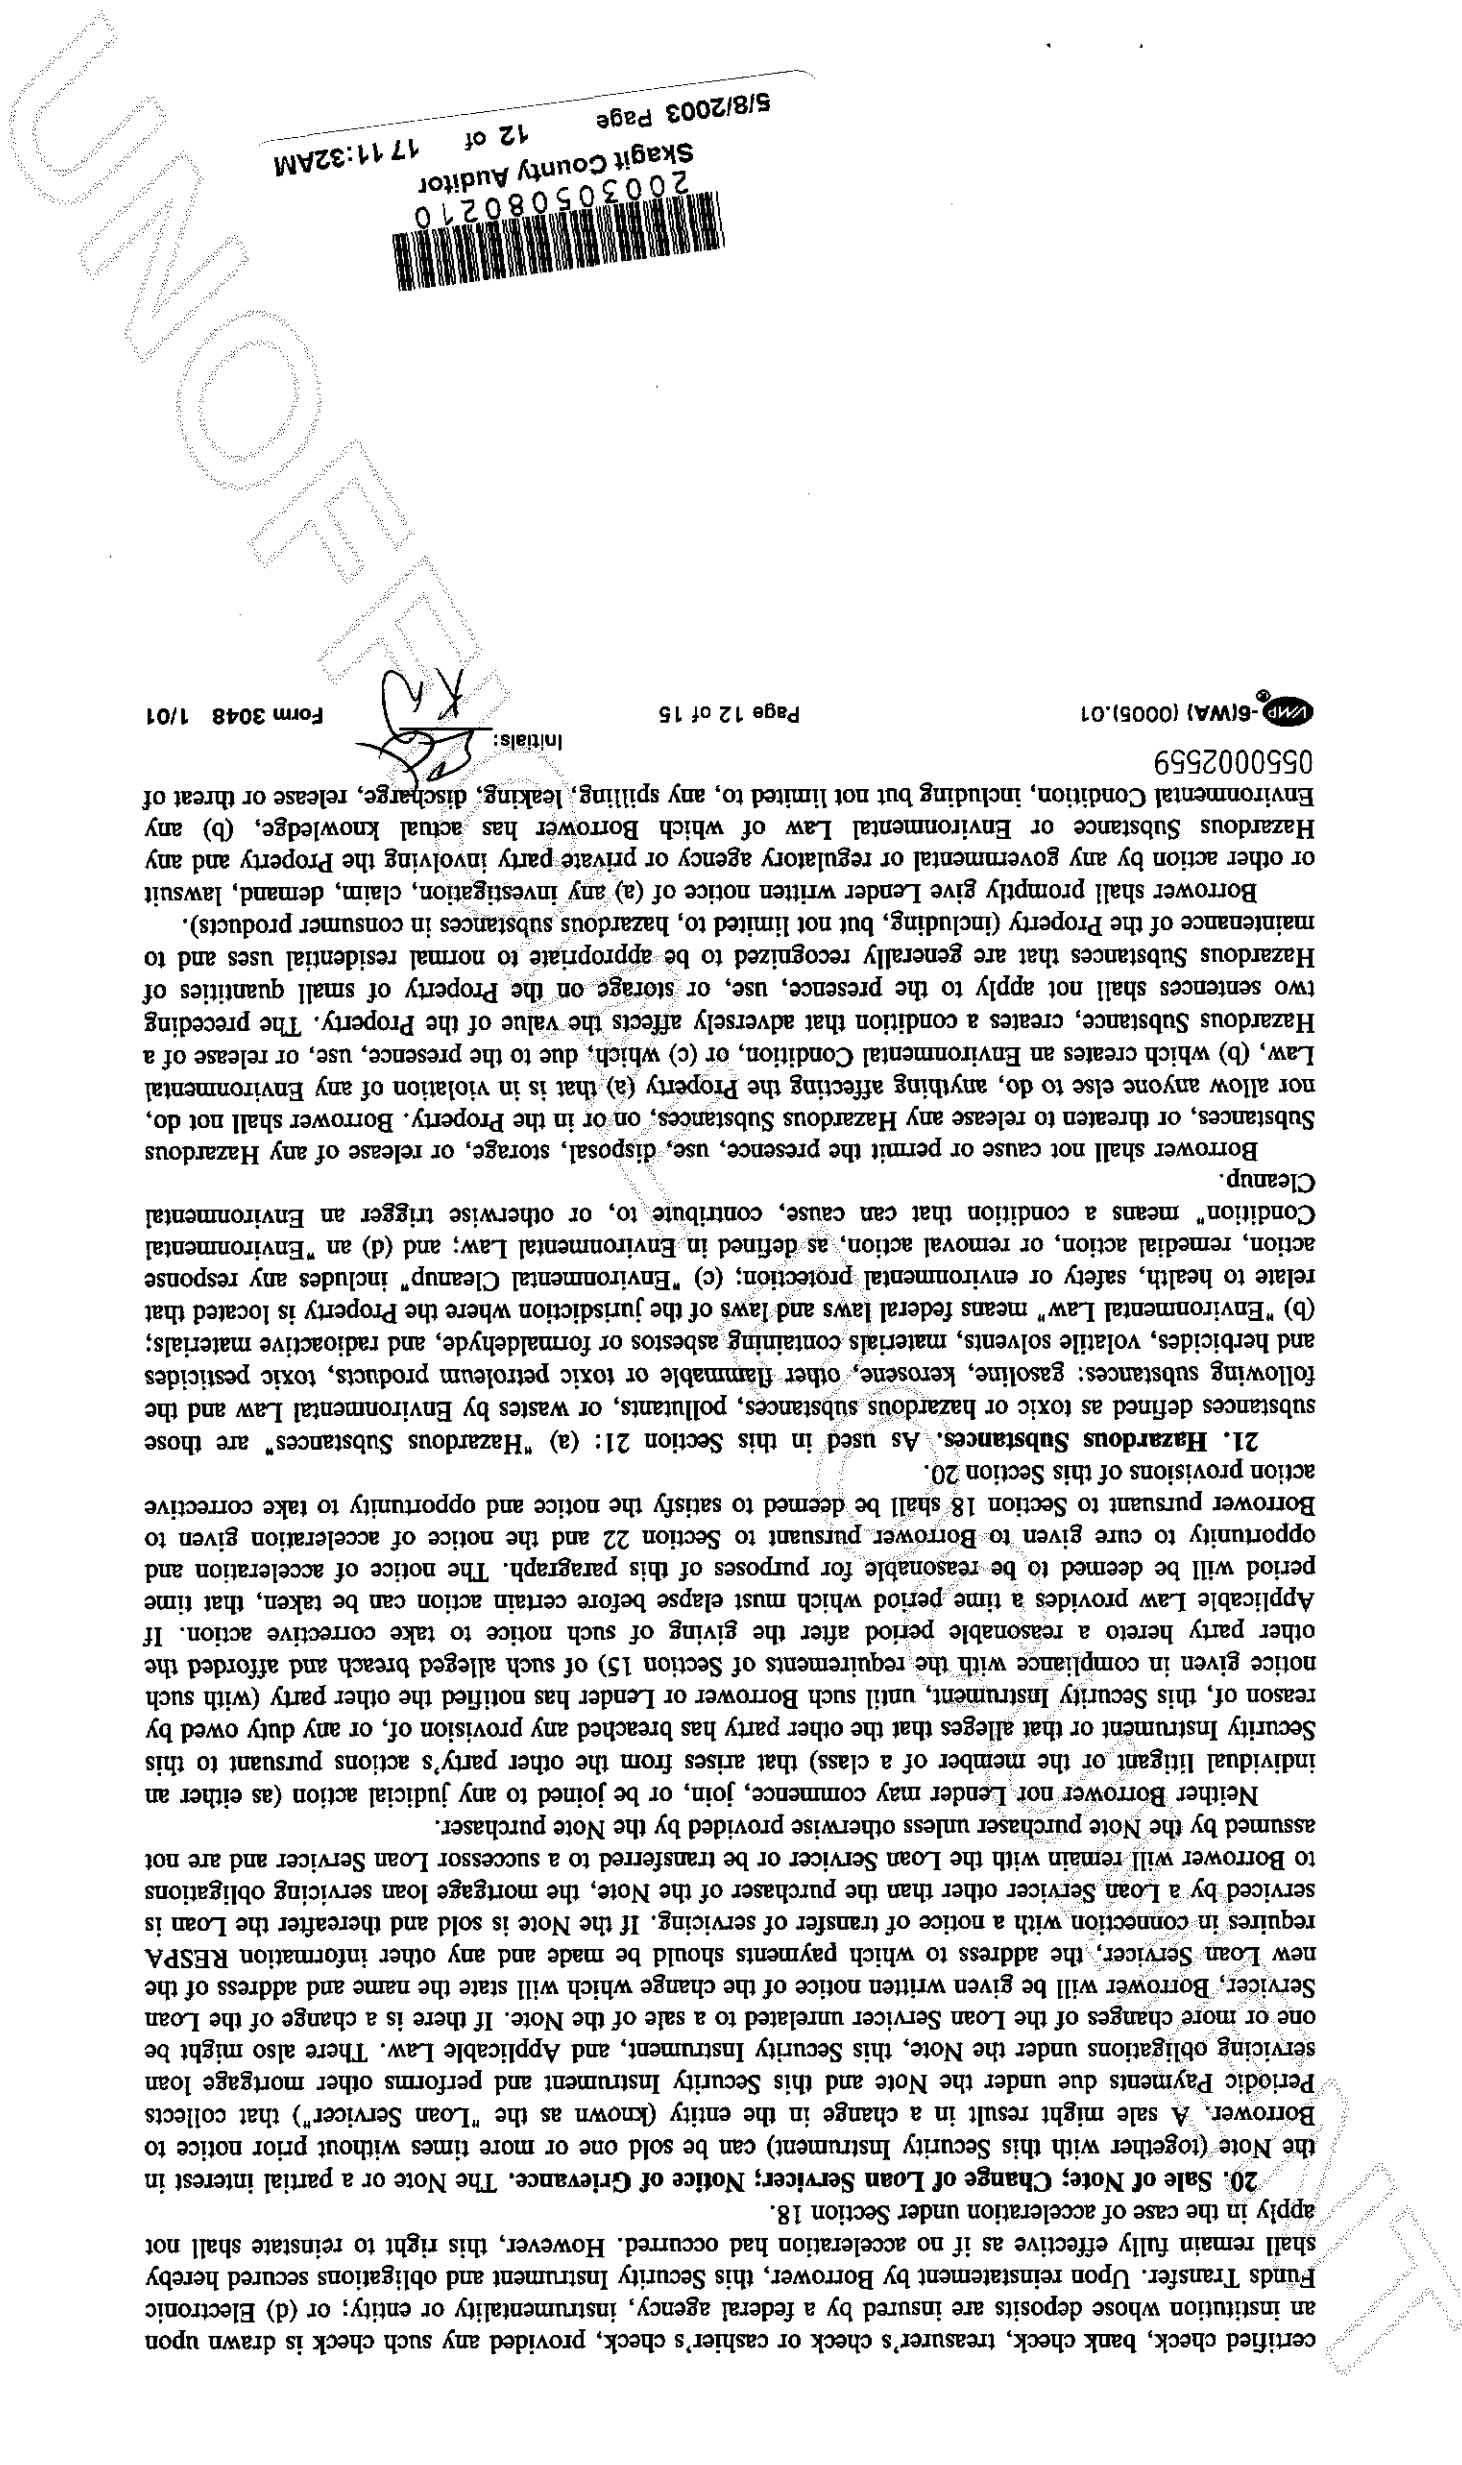 certified check, bank check, treasurer's check or cashier's check, provided any such check is drawn upon
an institution whose deposits are insured by a federal agency, instrumentality or entity; or (d) Electronic
Funds Transfer. Upon reinstatement by Borrower, this Security Instrument and obligations secured hereby
shall remain fully effective as if no acceleration had occurred. However, this right to reinstate shall not
apply in the case of acceleration under Section 18.
20. Sale of Note; Change of Loan Servicer; Notice of Grievance. The Note or a partial interest in
the Note (together with this Security Instrument) can be sold one or more times without prior notice to
Borrower. A sale might result in a change in the entity (known as the "Loan Servicer") that collects
Periodic Payments due under the Note and this Security Instrument and performs other mortgage loan
servicing obligations under the Note, this Security Instrument, and Applicable Law. There also might be
one or more changes of the Loan Servicer unrelated to a sale of the Note. If there is a change of the Loan
Servicer, Borrower will be given written notice of the change which will state the name and address of the
new Loan Servicer, the address to which payments should be made and any other information RESPA
requires in connection with a notice of transfer of servicing. If the Note is sold and thereafter the Loan is
serviced by a Loan Servicer other than the purchaser of the Note, the mortgage loan servicing obligations
to Borrower will remain with the Loan Servicer or be transferred to a successor Loan Servicer and are not
assumed by the Note purchaser unless otherwise provided by the Note purchaser.
Neither Borrower nor Lender may commence, join, or be joined to any judicial action (as either an
individual litigant or the member of a class) that arises from the other party's actions pursuant to this
Security Instrument or that alleges that the other party has breached any provision of, or any duty owed by
reason of, this Security Instrument, until such Borrower or Lender has notified the other party (with such
notice given in compliance with the requirements of Section 15) of such alleged breach and afforded the
other party hereto a reasonable period after the giving of such notice to take corrective action. If
Applicable Law provides a time period which must elapse before certain action can be taken, that time
period will be deemed to be reasonable for purposes of this paragraph. The notice of acceleration and
opportunity to cure given to Borrower pursuant to Section 22 and the notice of acceleration given to
Borrower pursuant to Section 18 shall be deemed to satisfy the notice and opportunity to take corrective
action provisions of this Section 20.
21. Hazardous Substances. As used in this Section 21: (a) "Hazardous Substances" are those
substances defined as toxic or hazardous substances, pollutants, or wastes by Environmental Law and the
following substances: gasoline, kerosene, other flammable or toxic petroleum products, toxic pesticides
and herbicides, volatile solvents, materials containing asbestos or formaldehyde, and radioactive materials;
(b) "Environmental Law" means federal laws and laws of the jurisdiction where the Property is located that
relate to health, safety or environmental protection; (c) "Environmental Cleanup" includes any response
action, remedial action, or removal action, as defined in Environmental Law; and (d) an "Environmental
Condition" means a condition that can cause, contribute to, or otherwise trigger an Environmental
Cleanup.
Borrower shall not cause or permit the presence, use, disposal, storage, or release of any Hazardous
Substances, or threaten to release any Hazardous Substances, on or in the Property. Borrower shall not do,
nor allow anyone else to do, anything affecting the Property (a) that is in violation of any Environmental
Law, (b) which creates an Environmental Condition, or (c) which, due to the presence, use, or release of a
Hazardous Substance, creates a condition that adversely affects the value of the Property. The preceding
two sentences shall not apply to the presence, use, or storage on the Property of small quantities of
Hazardous Substances that are generally recognized to be appropriate to normal residential uses and to
maintenance of the Property (including, but not limited to, hazardous substances in consumer products).
Borrower shall promptly give Lender written notice of (a) any investigation, claim, demand, lawsuit
or other action by any governmental or regulatory agency or private party involving the Property and any
Hazardous Substance or Environmental Law of which Borrower has actual knowledge, (b) any
Environmental Condition, including but not limited to, any spilling, leaking, discharge, release or threat of
0550002559
Initials:
VMP-6(WA) (0005).01 Page 12 of 15 Form 3048 1/01
200305080210
Skagit County Auditor
5/8/2003 Page 12 of 17 11:32AM
UNOFFICIAL DOCUMENT